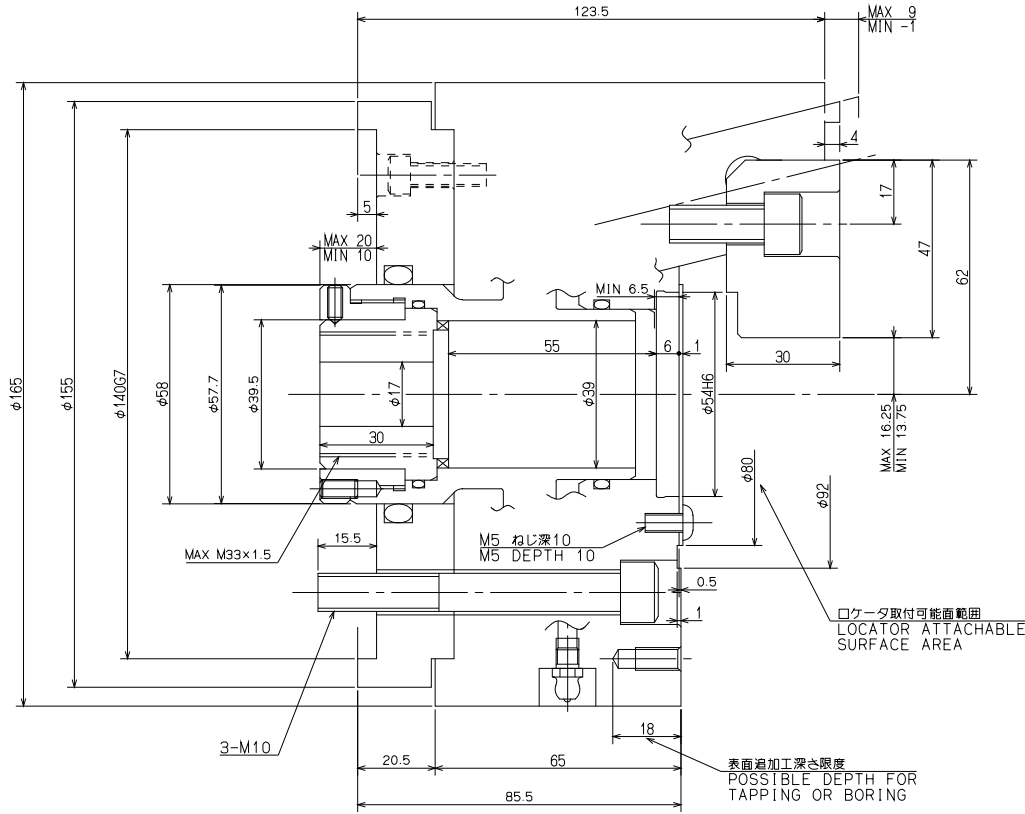 123.5
MAX 9
MIN -1
4
5
17
47
62
MAX 20
MIN 10
MIN 6.5
φ165
φ155
φ140G7
φ58
φ57.7
φ39.5
φ17
30
55
φ39
6
1
φ54H6
30
MAX 16.25
MIN 13.75
φ80
φ92
15.5
MAX M33×1.5
M5 ねじ深10
M5 DEPTH 10
0.5
1
ロケータ取付可能面範囲
LOCATOR ATTACHABLE
SURFACE AREA
3-M10
18
20.5
65
表面追加工深さ限度
POSSIBLE DEPTH FOR
TAPPING OR BORING
85.5